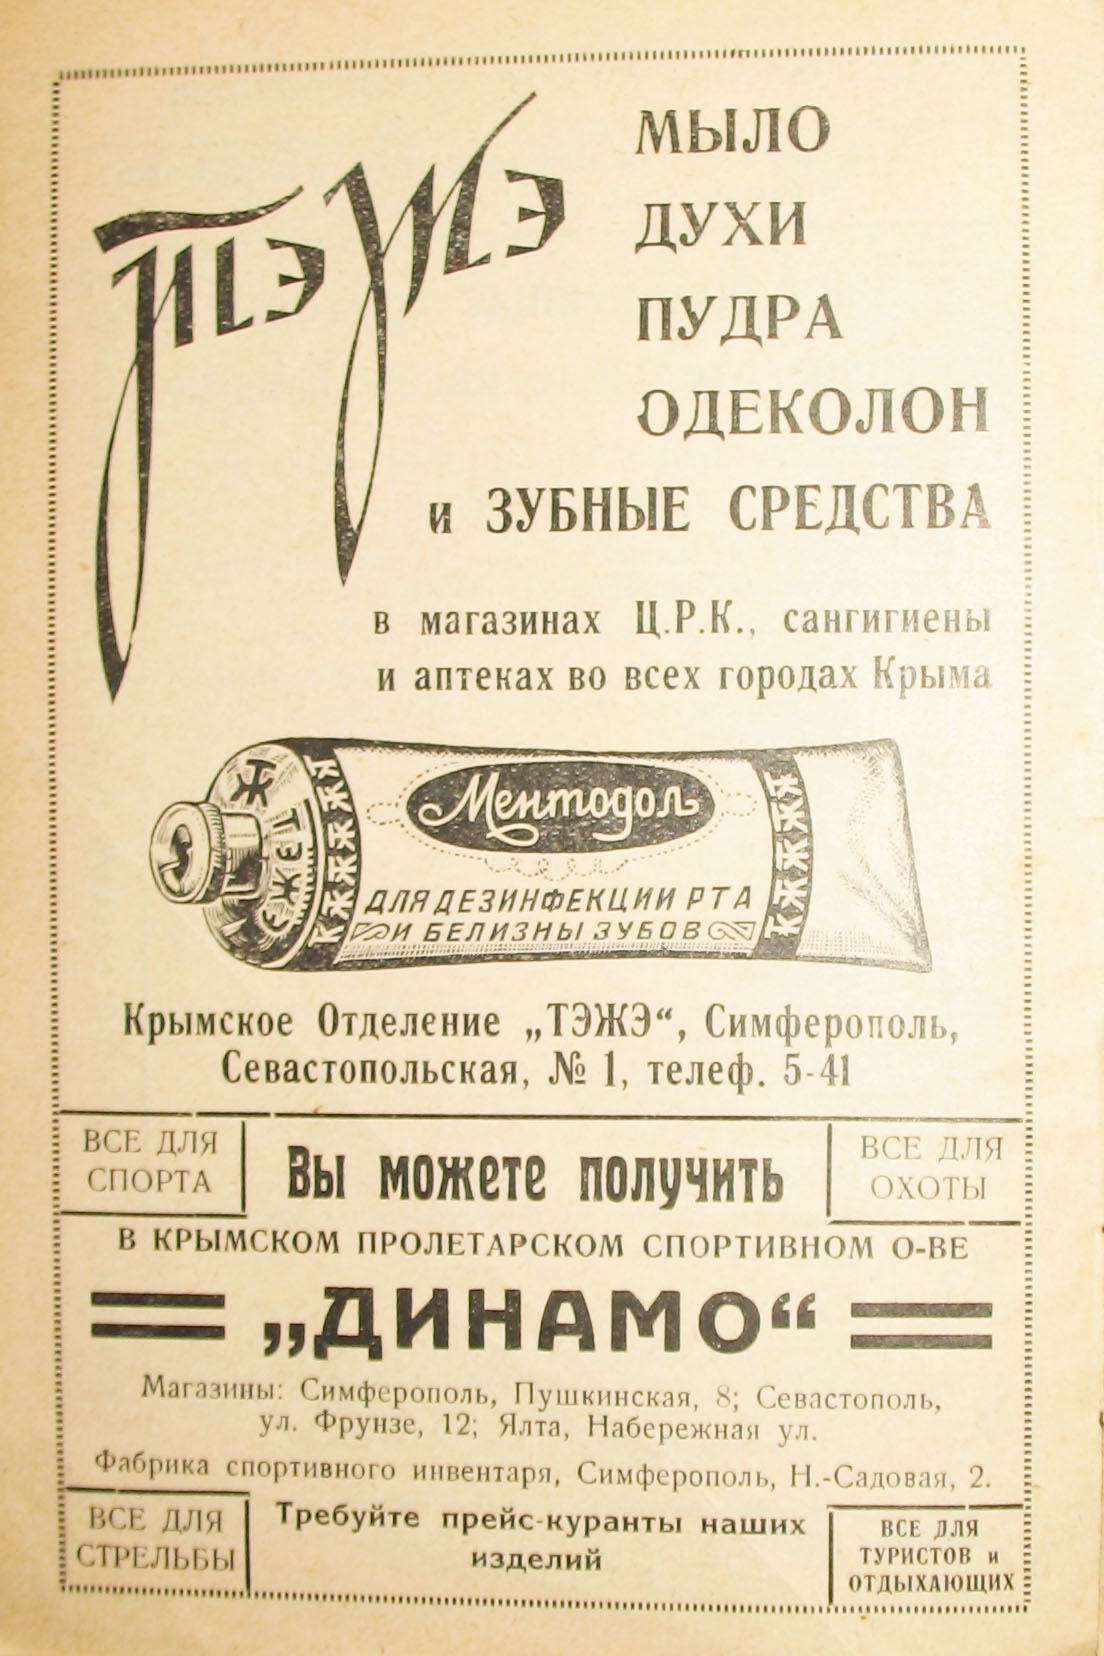 ТЭЖЭ
МЫЛО
ДУХИ
ПУДРА
ОДЕКОЛОН
и ЗУБНЫЕ СРЕДСТВА
в магазинах Ц.Р.К., сангигиены
и аптеках во всех городах Крыма
Ментодол
ДЛЯ ДЕЗИНФЕКЦИИ РТА
И БЕЛИЗНЫ ЗУБОВ
Крымское Отделение „ТЭЖЭ“, Симферополь,
Севастопольская, № 1, телеф. 5-41
ВСЕ ДЛЯ
СПОРТА
Вы можете получить
ВСЕ ДЛЯ
ОХОТЫ
В КРЫМСКОМ ПРОЛЕТАРСКОМ СПОРТИВНОМ О-ВЕ
„ДИНАМО“
Магазины: Симферополь, Пушкинская, 8; Севастополь,
ул. Фрунзе, 12; Ялта, Набережная ул.
Фабрика спортивного инвентаря, Симферополь, Н.-Садовая, 2.
ВСЕ ДЛЯ
СТРЕЛЬБЫ
Требуйте прейс-куранты наших
изделий
ВСЕ ДЛЯ
ТУРИСТОВ и
ОТДЫХАЮЩИХ